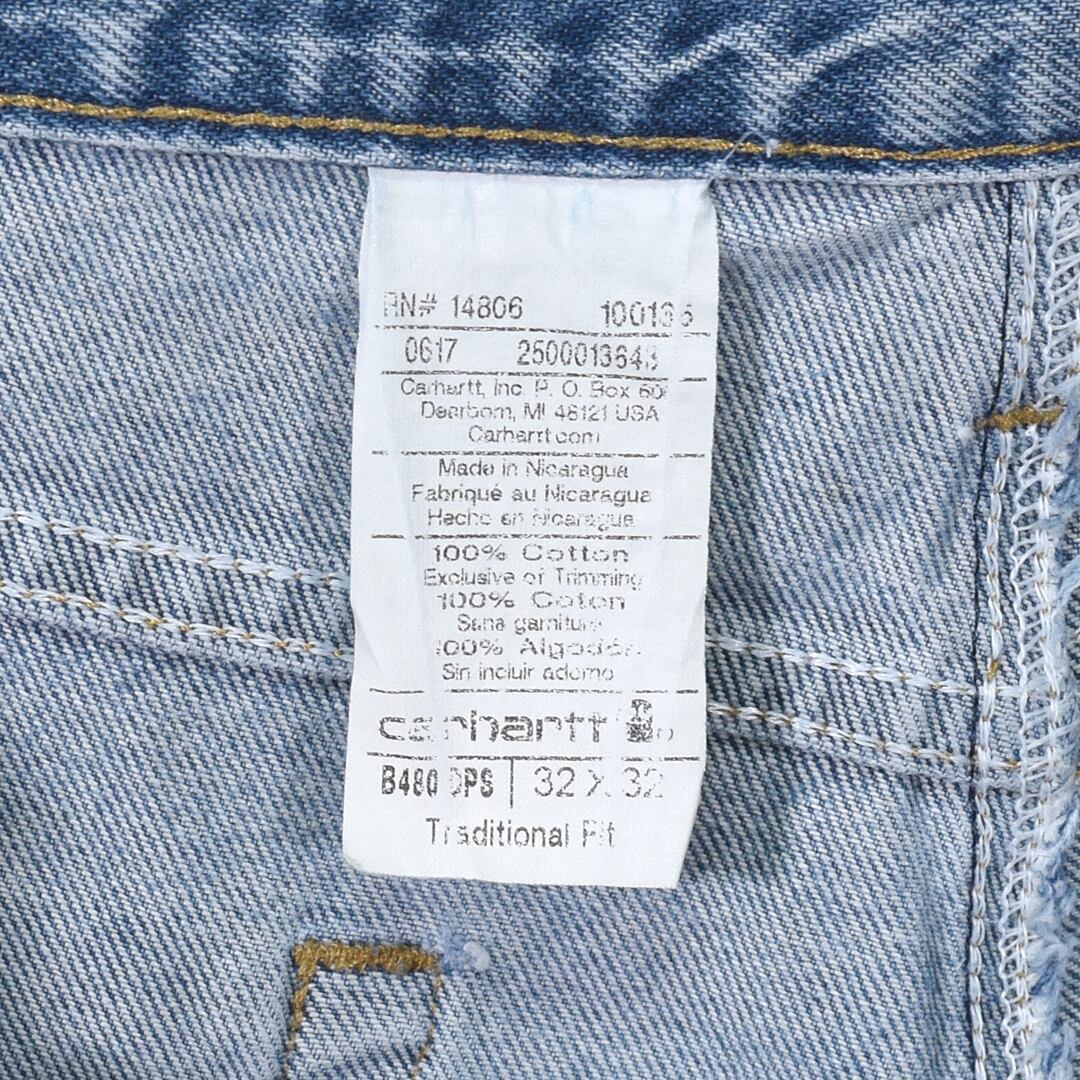 RN# 14806 100136
0617 2500013643
Carhartt, Inc. P. O. Box 600
Dearborn, MI 48121 USA
Carhartt.com
Made in Nicaragua
Fabriqué au Nicaragua
Hecho en Nicaragua
100% Cotton
Exclusive of Trimming
100% Coton
Sans garniture
100% Algodón
Sin incluir adorno
carhartt
B480 DPS 32 X 32
Traditional Fit